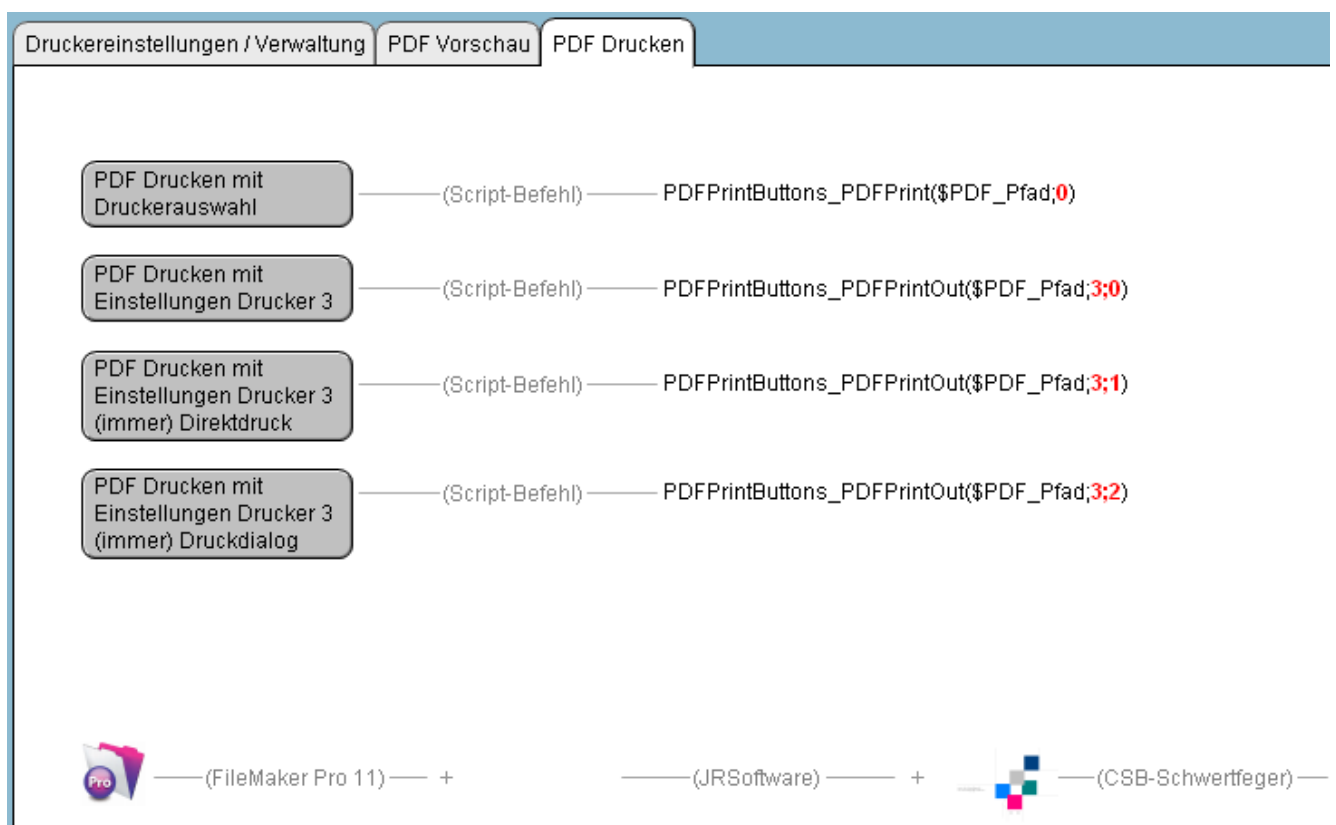 Druckereinstellungen / Verwaltung PDF Vorschau PDF Drucken
PDF Drucken mit
Druckerauswahl
(Script-Befehl)
PDFPrintButtons_PDFPrint($PDF_Pfad;0)
PDF Drucken mit
Einstellungen Drucker 3
(Script-Befehl)
PDFPrintButtons_PDFPrintOut($PDF_Pfad;3;0)
PDF Drucken mit
Einstellungen Drucker 3
(immer) Direktdruck
(Script-Befehl)
PDFPrintButtons_PDFPrintOut($PDF_Pfad;3;1)
PDF Drucken mit
Einstellungen Drucker 3
(immer) Druckdialog
(Script-Befehl)
PDFPrintButtons_PDFPrintOut($PDF_Pfad;3;2)
Pro (FileMaker Pro 11) + (JRSoftware) + (CSB-Schwertfeger)